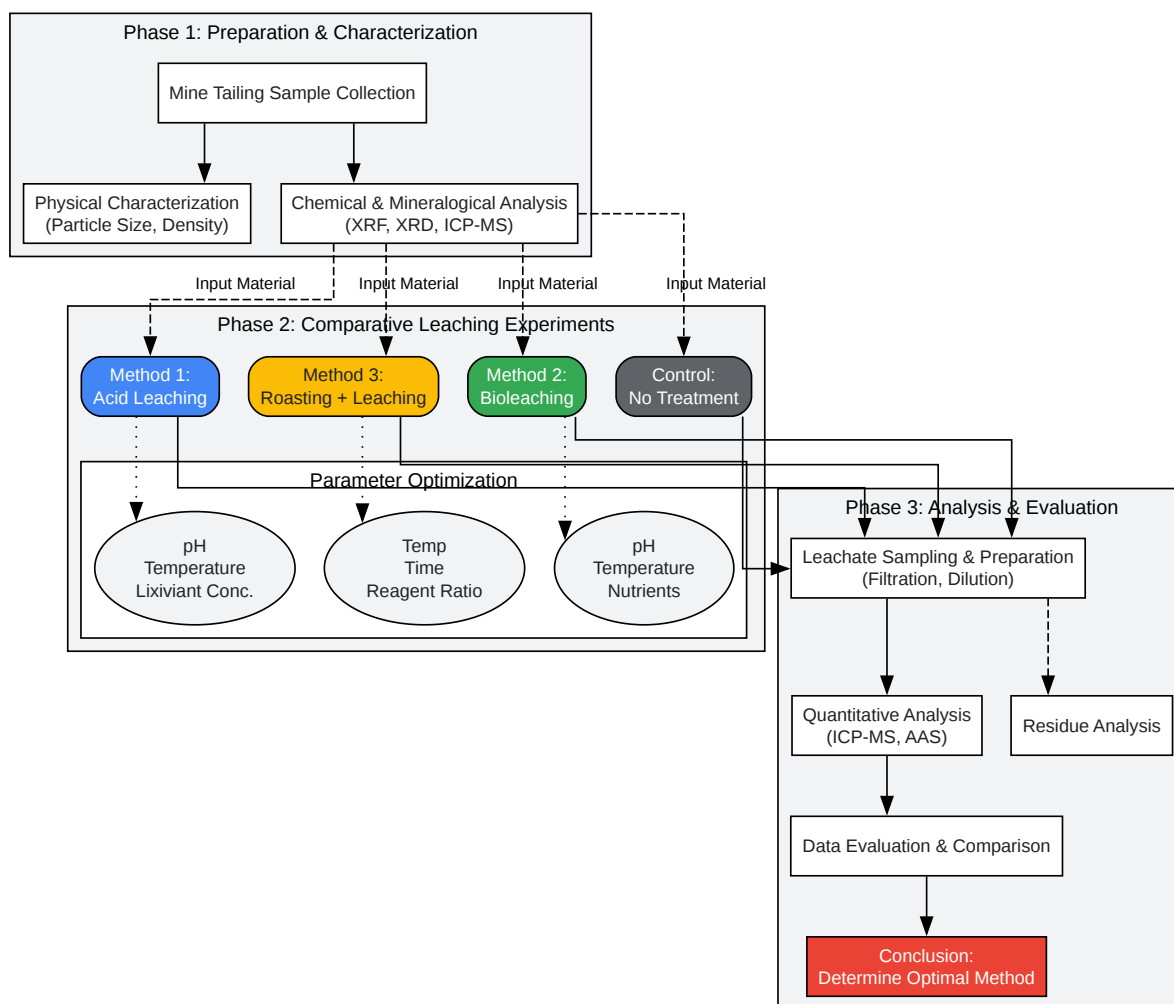 Phase 1: Preparation & Characterization
Mine Tailing Sample Collection
Physical Characterization
(Particle Size, Density)
Chemical & Mineralogical Analysis
(XRF, XRD, ICP-MS)
Input Material
Input Material
Input Material
Input Material
Phase 2: Comparative Leaching Experiments
Method 1:
Acid Leaching
Method 3:
Roasting + Leaching
Method 2:
Bioleaching
Control:
No Treatment
Parameter Optimization
pH
Temperature
Lixiviant Conc.
Temp
Time
Reagent Ratio
pH
Temperature
Nutrients
Phase 3: Analysis & Evaluation
Leachate Sampling & Preparation
(Filtration, Dilution)
Quantitative Analysis
(ICP-MS, AAS)
Residue Analysis
Data Evaluation & Comparison
Conclusion:
Determine Optimal Method